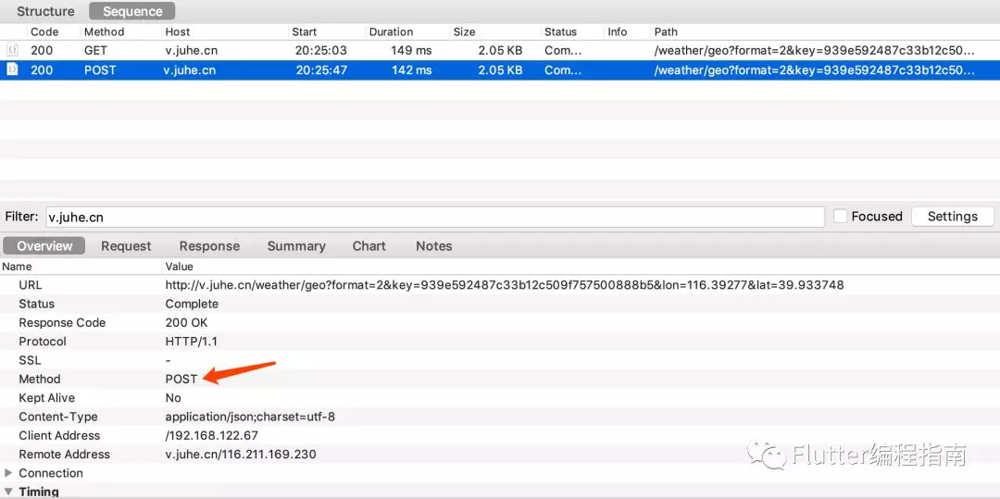 Structure Sequence
Code Method Host Start Duration Size Status Info Path
200 GET v.juhe.cn 20:25:03 149 ms 2.05 KB Com... /weather/geo?format=2&key=939e592487c33b12c50...
200 POST v.juhe.cn 20:25:47 142 ms 2.05 KB Com... /weather/geo?format=2&key=939e592487c33b12c50...
Filter: v.juhe.cn Focused Settings
Overview Request Response Summary Chart Notes
Name Value
URL http://v.juhe.cn/weather/geo?format=2&key=939e592487c33b12c509f757500888b5&lon=116.39277&lat=39.933748
Status Complete
Response Code 200 OK
Protocol HTTP/1.1
SSL -
Method POST
Kept Alive No
Content-Type application/json;charset=utf-8
Client Address /192.168.122.67
Remote Address v.juhe.cn/116.211.169.230
Connection
Timing
Flutter编程指南